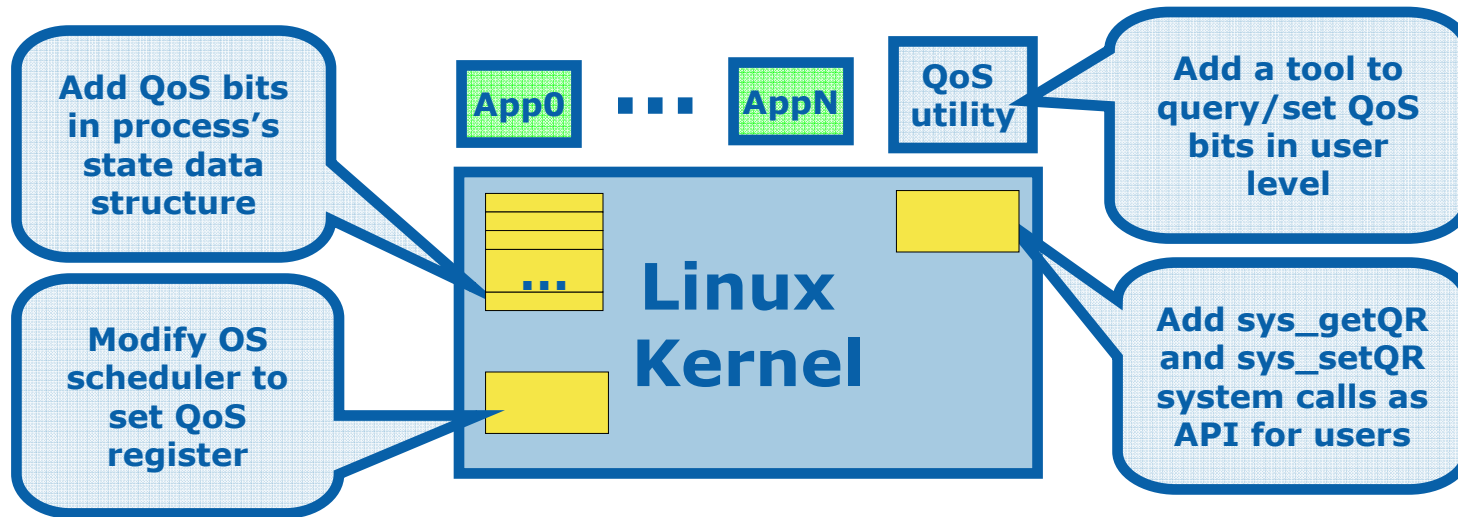 Add QoS bits
in process's
state data
structure
App0
...
AppN
QoS
utility
Add a tool to
query/set QoS
bits in user
level
...
Linux
Kernel
Modify OS
scheduler to
set QoS
register
Add sys_getQR
and sys_setQR
system calls as
API for users